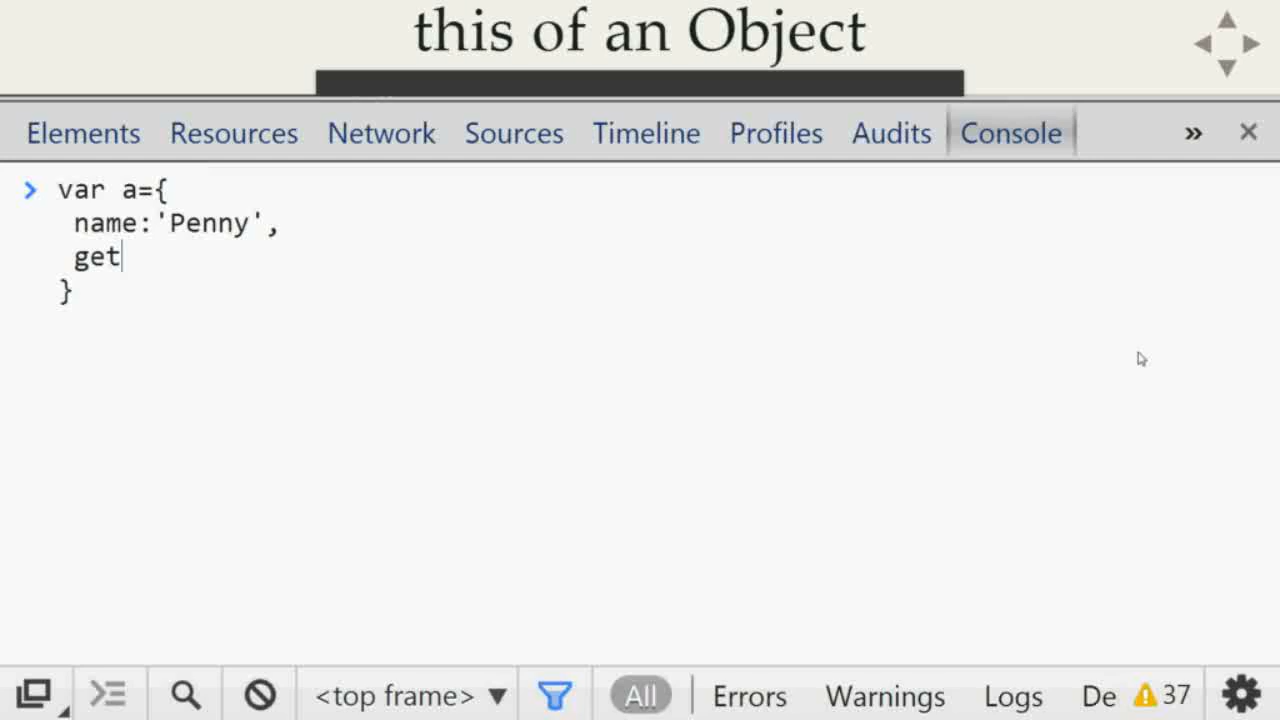 this of an Object
Elements Resources Network Sources Timeline Profiles Audits Console » ×
> var a={
name:'Penny',
get
}
<top frame> ▼ All Errors Warnings Logs De 37